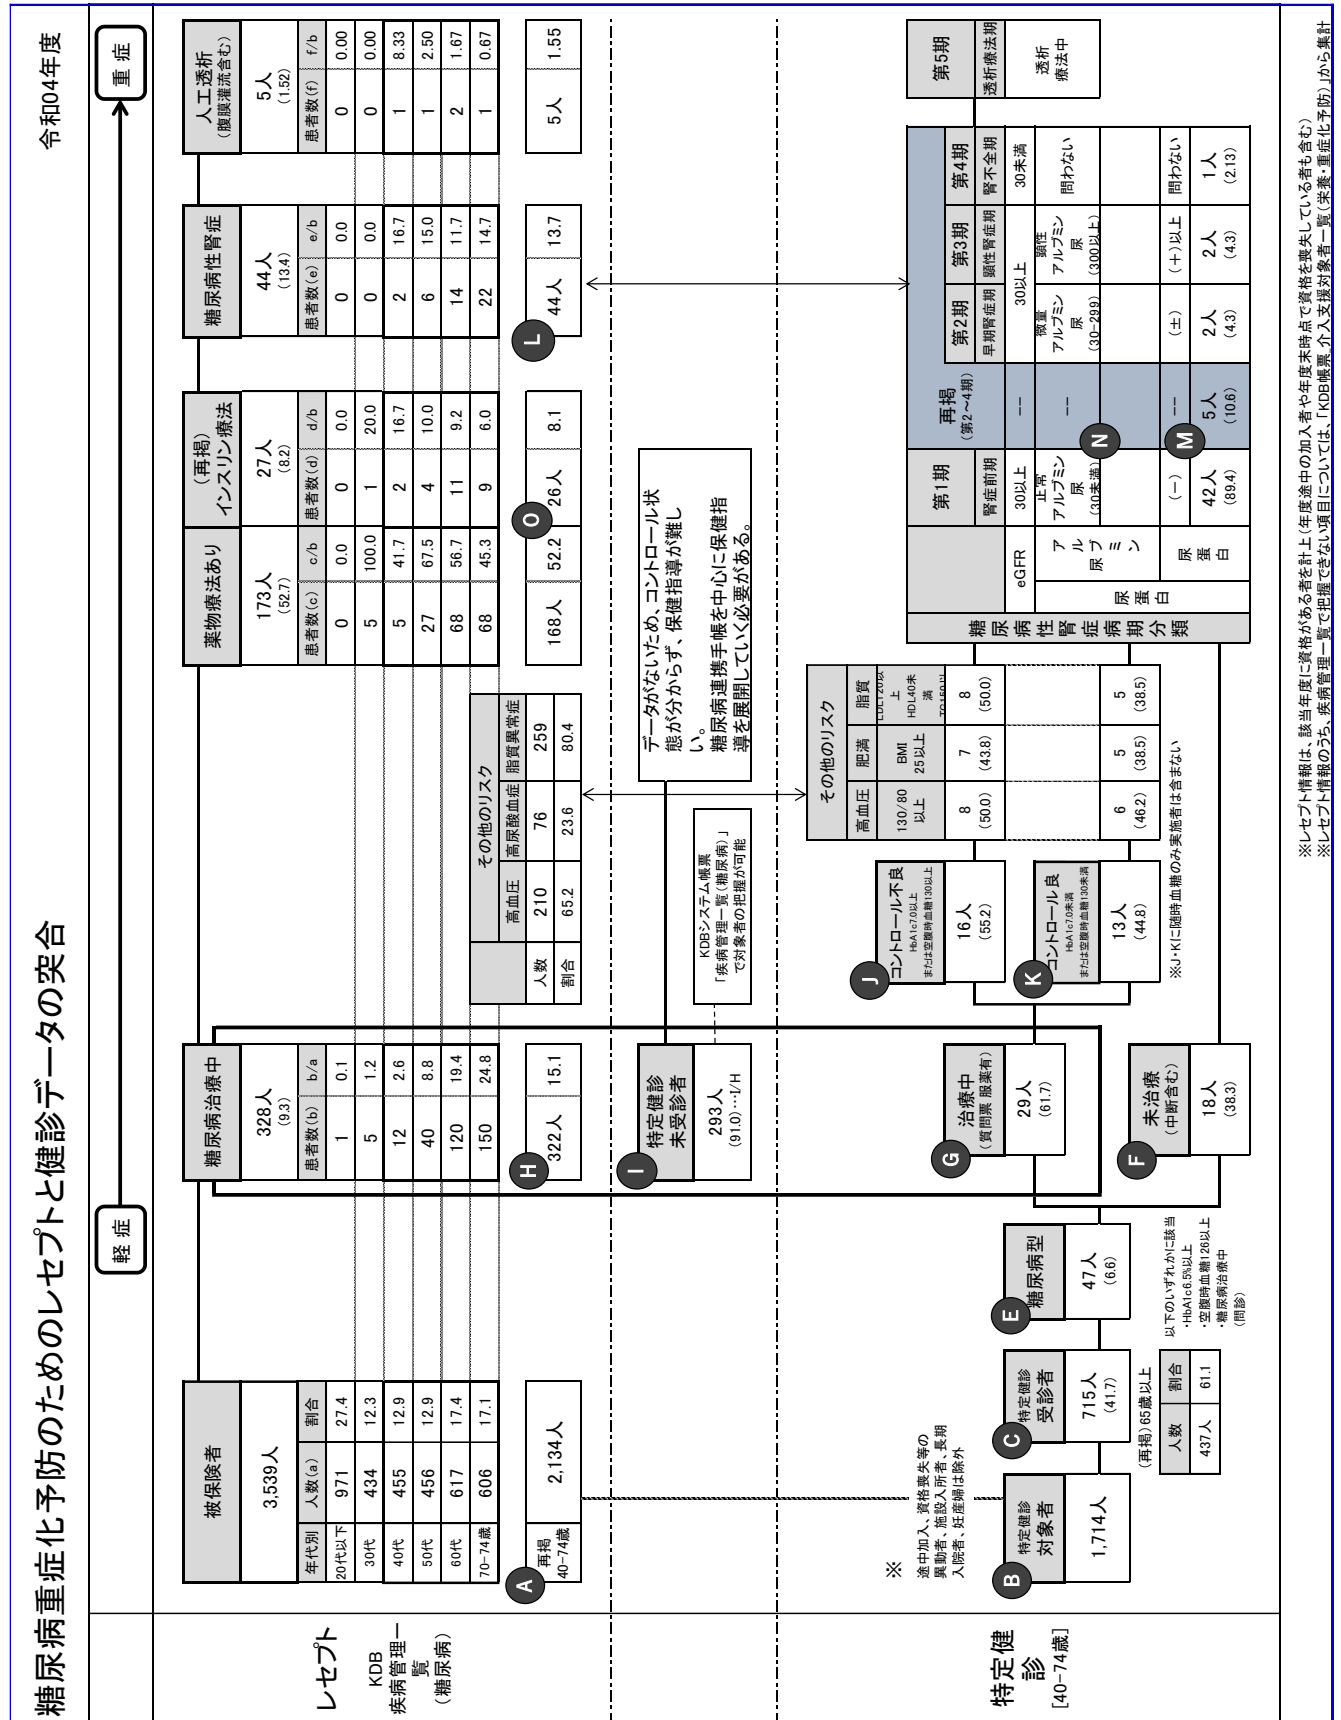 糖尿病重症化予防のためのレセプトと健診データの突合
令和04年度
軽症
重症
レセプト
KDB
疾病管理一
覧
(糖尿病)
被保険者
3,539人
年代別 人数(a) 割合
20代以下 971 27.4
30代 434 12.3
40代 455 12.9
50代 456 12.9
60代 617 17.4
70-74歳 606 17.1
A
再掲
40-74歳
2,134人
糖尿病治療中
328人
(9.3)
患者数(b) b/a
1 0.1
5 1.2
12 2.6
40 8.8
120 19.4
150 24.8
H
322人 15.1
その他のリスク
高血圧 高尿酸血症 脂質異常症
人数 210 76 259
割合 65.2 23.6 80.4
薬物療法あり
173人
(52.7)
患者数(c) c/b
0 0.0
5 100.0
5 41.7
27 67.5
68 56.7
68 45.3
168人 52.2
(再掲)
インスリン療法
27人
(8.2)
患者数(d) d/b
0 0.0
1 20.0
2 16.7
4 10.0
11 9.2
9 6.0
O
26人 8.1
糖尿病性腎症
44人
(13.4)
患者数(e) e/b
0 0.0
0 0.0
2 16.7
6 15.0
14 11.7
22 14.7
L
44人 13.7
人工透析
(腹膜灌流含む)
5人
(1.52)
患者数(f) f/b
0 0.00
0 0.00
1 8.33
1 2.50
2 1.67
1 0.67
5人 1.55
I
特定健診
未受診者
293人
(91.0)…I/H
KDBシステム帳票
「疾病管理一覧(糖尿病)」
で対象者の把握が可能
データがないため、コントロール状
態が分からず、保健指導が難し
い。
糖尿病連携手帳を中心に保健指
導を展開していく必要がある。
特定健
診
[40-74歳]
※
途中加入、資格喪失等の
異動者、施設入所者、長期
入院者、妊産婦は除外
B
特定健診
対象者
1,714人
C
特定健診
受診者
715人
(41.7)
(再掲)65歳以上
人数 割合
437人 61.1
E
糖尿病型
47人
(6.6)
以下のいずれかに該当
・HbA1c6.5%以上
・空腹時血糖126以上
・糖尿病治療中
(問診)
G
治療中
(質問票 服薬有)
29人
(61.7)
F
未治療
(中断含む)
18人
(38.3)
J
コントロール不良
HbA1c7.0以上
または空腹時血糖130以上
16人
(55.2)
K
コントロール良
HbA1c7.0未満
または空腹時血糖130未満
13人
(44.8)
※J・Kに随時血糖のみ実施者は含まない
その他のリスク
高血圧 肥満 脂質
130/80
以上
BMI
25以上
上
HDL40未
満
8 7 8
(50.0) (43.8) (50.0)
6 5 5
(46.2) (38.5) (38.5)
糖尿病性腎症病期分類
第1期
腎症前期
再掲
(第2~4期)
第2期
早期腎症期
第3期
顕性腎症期
第4期
腎不全期
第5期
透析療法期
eGFR 30以上 -- 30以上 30未満
透析
療法中
尿蛋白
尿アルブミン
正常
アルブミン
尿
(30未満)
--
微量
アルブミン
尿
(30-299)
顕性
アルブミン
尿
(300以上)
問わない
N
尿蛋白 (-) -- (±) (+)以上 問わない
M
42人 5人 2人 2人 1人
(89.4) (10.6) (4.3) (4.3) (2.13)
※レセプト情報は、該当年度に資格がある者を計上(年度途中の加入者や年度末時点で資格を喪失している者も含む)
※レセプト情報のうち、疾病管理一覧で把握できない項目については、「KDB帳票_介入支援対象者一覧(栄養・重症化予防)」から集計